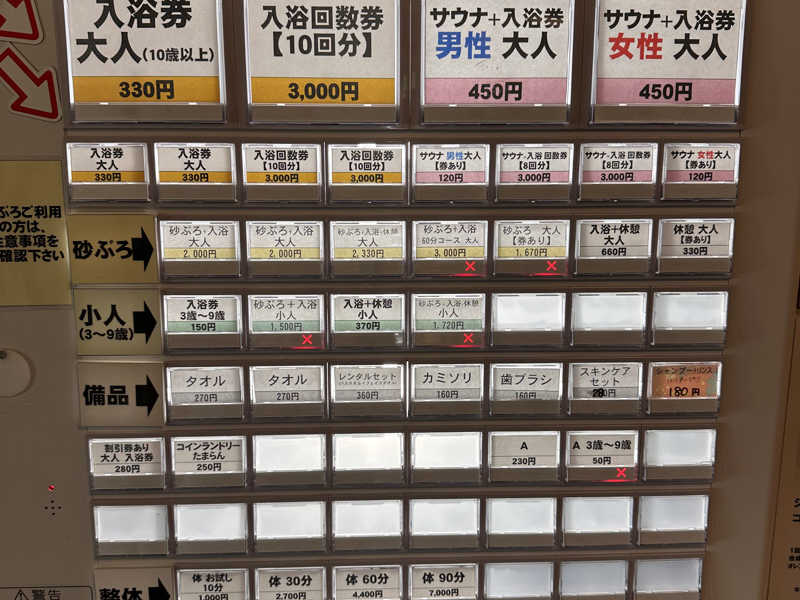 入浴券
大人(10歳以上)
330円
入浴回数券
【10回分】
3,000円
サウナ+入浴券
男性 大人
450円
サウナ+入浴券
女性 大人
450円
入浴券
大人
330円
入浴券
大人
330円
入浴回数券
【10回分】
3,000円
入浴回数券
【10回分】
3,000円
サウナ 男性大人
【券あり】
120円
サウナ+入浴 回数券
【8回分】
3,000円
サウナ+入浴 回数券
【8回分】
3,000円
サウナ 女性大人
【券あり】
120円
ぶろご利用
の方は、
注意事項を
確認下さい
砂ぶろ
砂ぶろ+入浴
大人
2,000円
砂ぶろ+入浴
大人
2,000円
砂ぶろ+入浴+休憩
大人
2,330円
砂ぶろ+入浴
60分コース 大人
3,000円
砂ぶろ 大人
【券あり】
1,670円
入浴+休憩
大人
660円
休憩 大人
【券あり】
330円
小人
(3〜9歳)
入浴券
3歳〜9歳
150円
砂ぶろ+入浴
小人
1,500円
入浴+休憩
小人
370円
砂ぶろ+入浴+休憩
小人
1,720円
備品
タオル
270円
タオル
270円
レンタルセット
360円
カミソリ
160円
歯ブラシ
160円
スキンケア
セット
シャンプー・リンス
180円
割引券あり
大人 入浴券
280円
コインランドリー
たまらん
250円
A
230円
A 3歳〜9歳
50円
整体
体 お試し
10分
1,000円
体 30分
2,700円
体 60分
4,400円
体 90分
7,000円
⚠警告